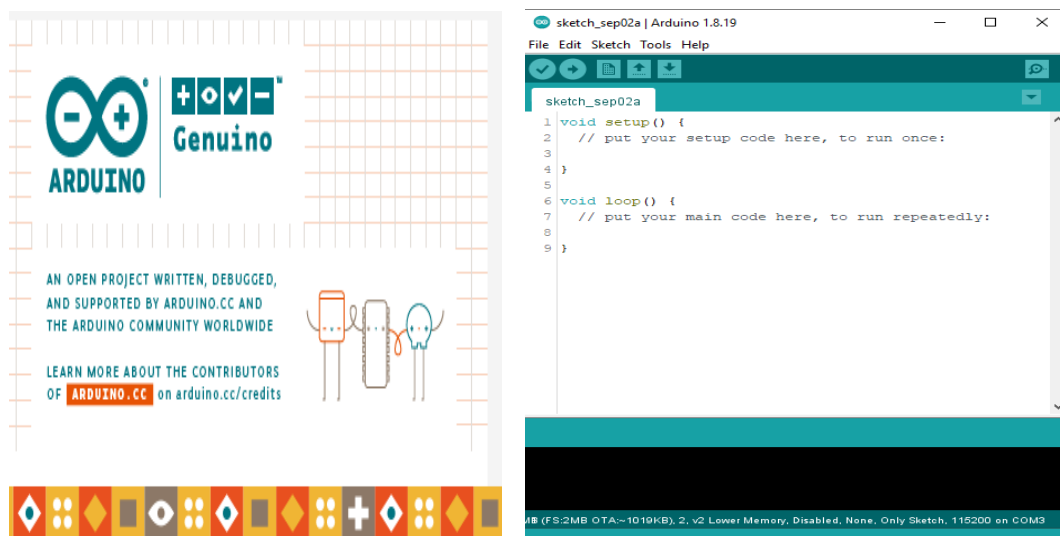 ARDUINO
Genuino
AN OPEN PROJECT WRITTEN, DEBUGGED,
AND SUPPORTED BY ARDUINO.CC AND
THE ARDUINO COMMUNITY WORLDWIDE
LEARN MORE ABOUT THE CONTRIBUTORS
OF ARDUINO.CC on arduino.cc/credits
sketch_sep02a | Arduino 1.8.19
File Edit Sketch Tools Help
sketch_sep02a
1 void setup() {
2 // put your setup code here, to run once:
3
4 }
5
6 void loop() {
7 // put your main code here, to run repeatedly:
8
9 }
(FS:2MB OTA:~1019KB), 2, v2 Lower Memory, Disabled, None, Only Sketch, 115200 on COM3